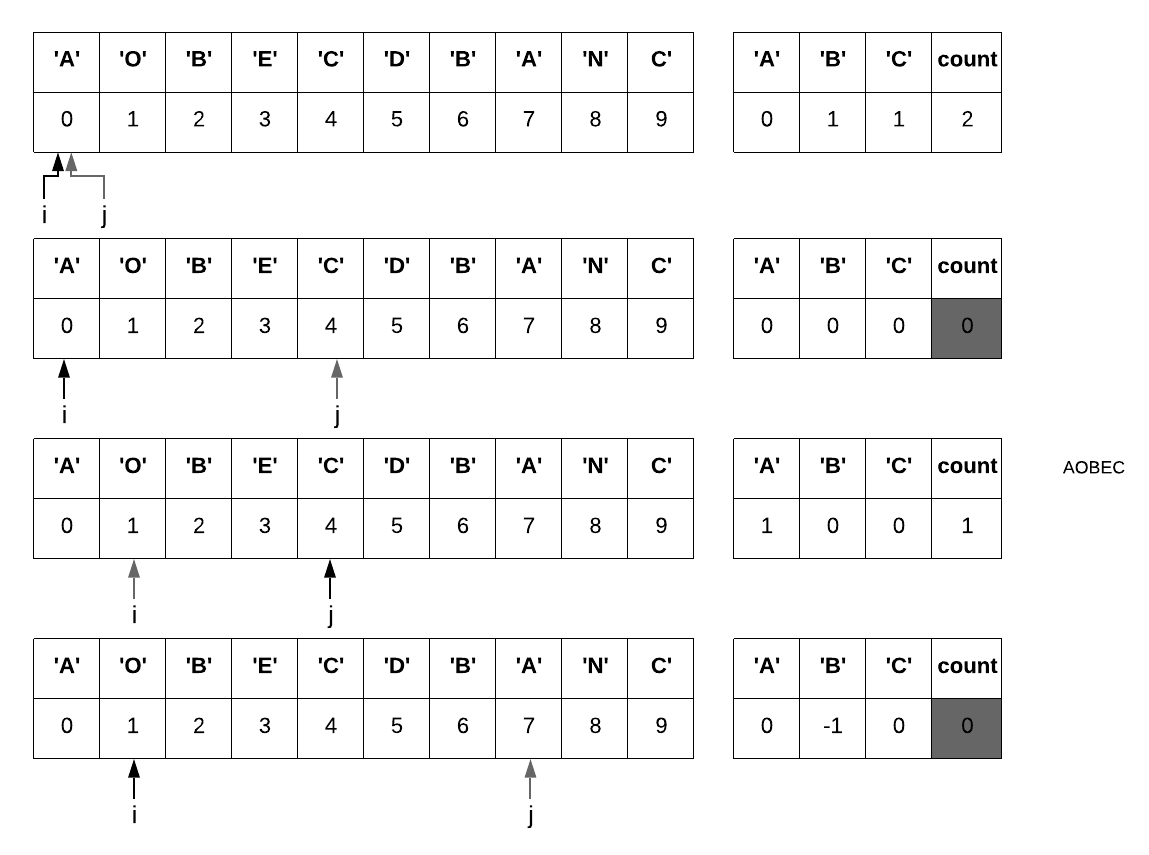 'A' 'O' 'B' 'E' 'C' 'D' 'B' 'A' 'N' C' 'A' 'B' 'C' count
0 1 2 3 4 5 6 7 8 9 0 1 1 2
i j
'A' 'O' 'B' 'E' 'C' 'D' 'B' 'A' 'N' C' 'A' 'B' 'C' count
0 1 2 3 4 5 6 7 8 9 0 0 0 0
i j
'A' 'O' 'B' 'E' 'C' 'D' 'B' 'A' 'N' C' 'A' 'B' 'C' count AOBEC
0 1 2 3 4 5 6 7 8 9 1 0 0 1
i j
'A' 'O' 'B' 'E' 'C' 'D' 'B' 'A' 'N' C' 'A' 'B' 'C' count
0 1 2 3 4 5 6 7 8 9 0 -1 0 0
i j